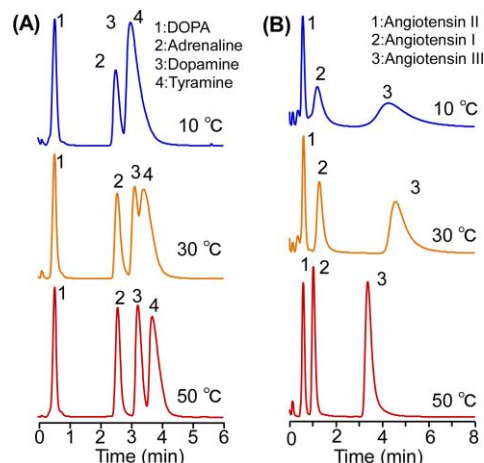 (A)
1
3 4
1:DOPA
2:Adrenaline
3:Dopamine
4:Tyramine
2
10 ℃
1
2
3 4
30 ℃
1
2
3
4
50 ℃
0 1 2 3 4 5 6
Time (min)
(B)
1
1:Angiotensin II
2:Angiotensin I
3:Angiotensin III
2
3
10 ℃
1
2
3
30 ℃
1 2
3
50 ℃
0 2 4 6 8
Time (min)